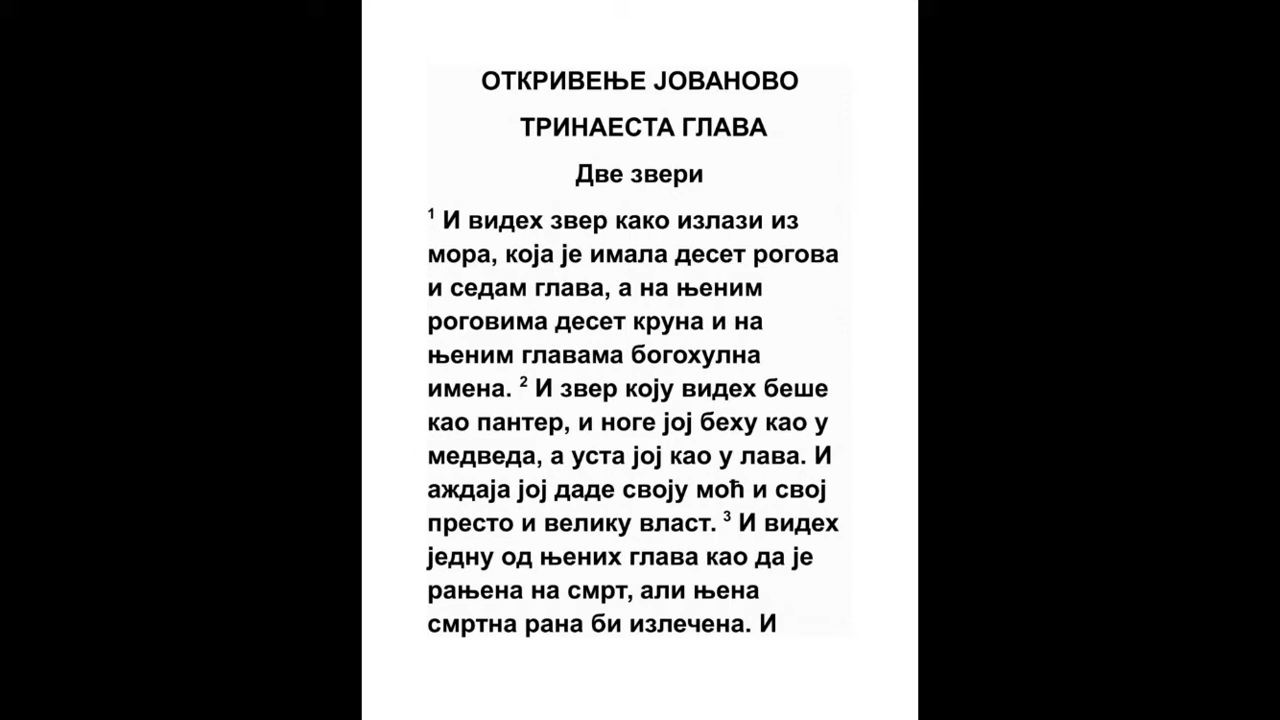 ОТКРИВЕЊЕ ЈОВАНОВО
ТРИНАЕСТА ГЛАВА
Две звери
¹ И видех звер како излази из
мора, која је имала десет рогова
и седам глава, а на њеним
роговима десет круна и на
њеним главама богохулна
имена. ² И звер коју видех беше
као пантер, и ноге јој беху као у
медведа, а уста јој као у лава. И
аждаја јој даде своју моћ и свој
престо и велику власт. ³ И видех
једну од њених глава као да је
рањена на смрт, али њена
смртна рана би излечена. И